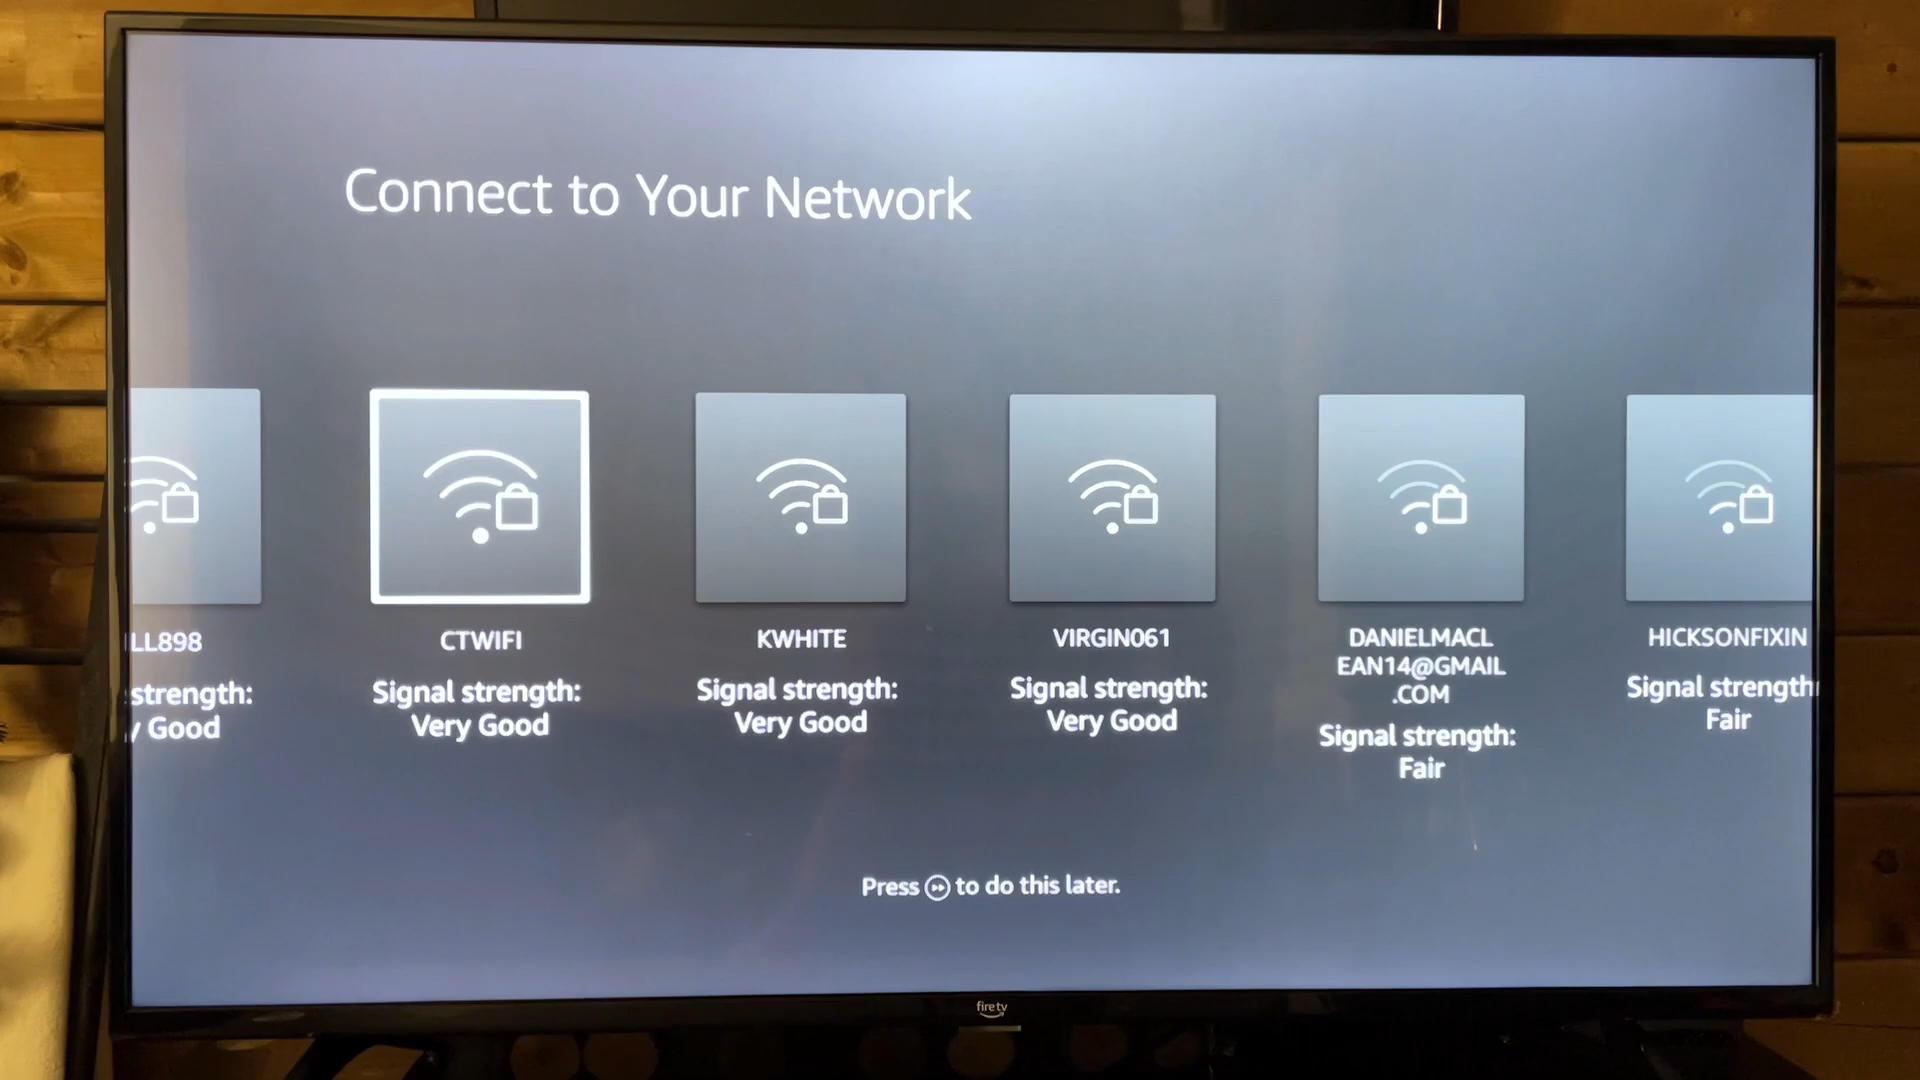 Connect to Your Network
LL898
strength:
y Good
CTWIFI
Signal strength:
Very Good
KWHITE
Signal strength:
Very Good
VIRGIN061
Signal strength:
Very Good
DANIELMACL
EAN14@GMAIL
.COM
Signal strength:
Fair
HICKSONFIXIN
Signal strength:
Fair
Press to do this later.
fire tv